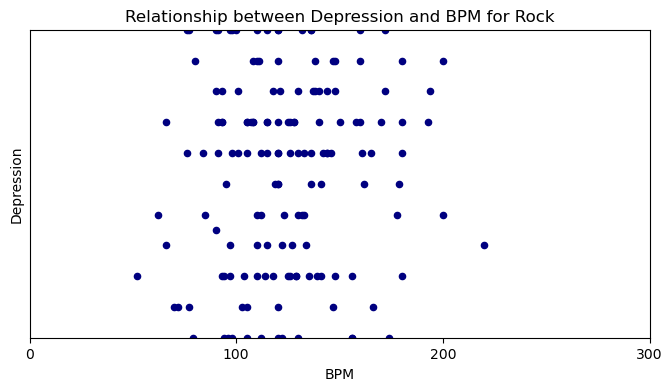 Relationship between Depression and BPM for Rock
Depression
0 100 200 300
BPM